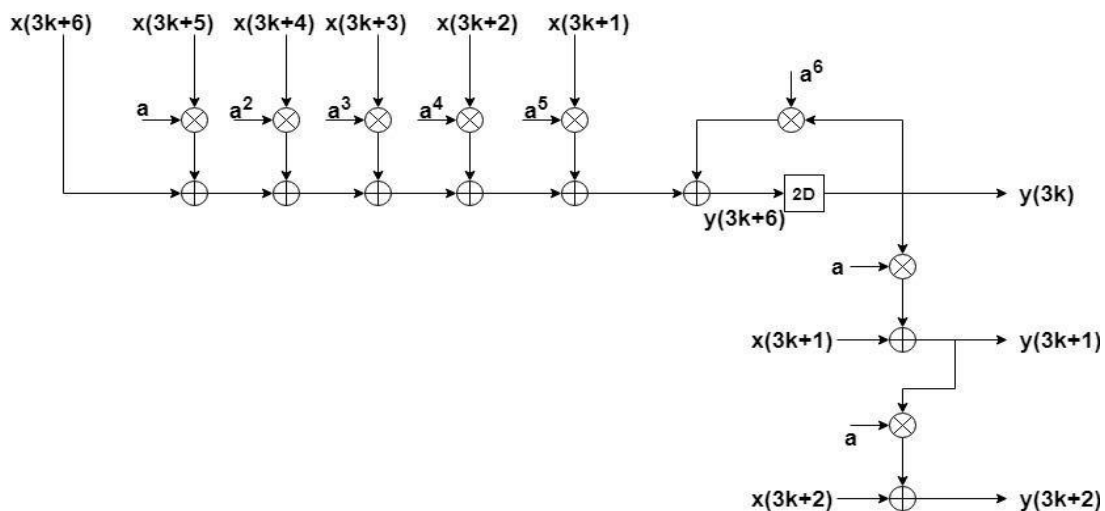 x(3k+6) x(3k+5) x(3k+4) x(3k+3) x(3k+2) x(3k+1)
a⁶
a a² a³ a⁴ a⁵
2D y(3k)
y(3k+6)
a
x(3k+1) y(3k+1)
a
x(3k+2) y(3k+2)